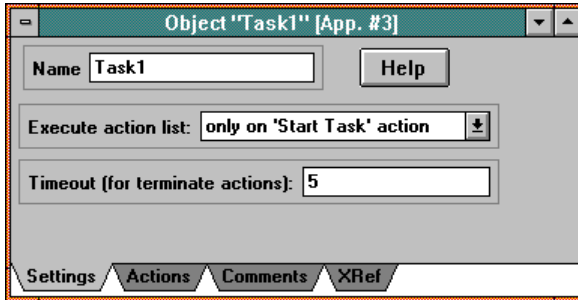 Object "Task1" [App. #3]
Name Task1 Help
Execute action list: only on 'Start Task' action
Timeout (for terminate actions): 5
Settings Actions Comments XRef